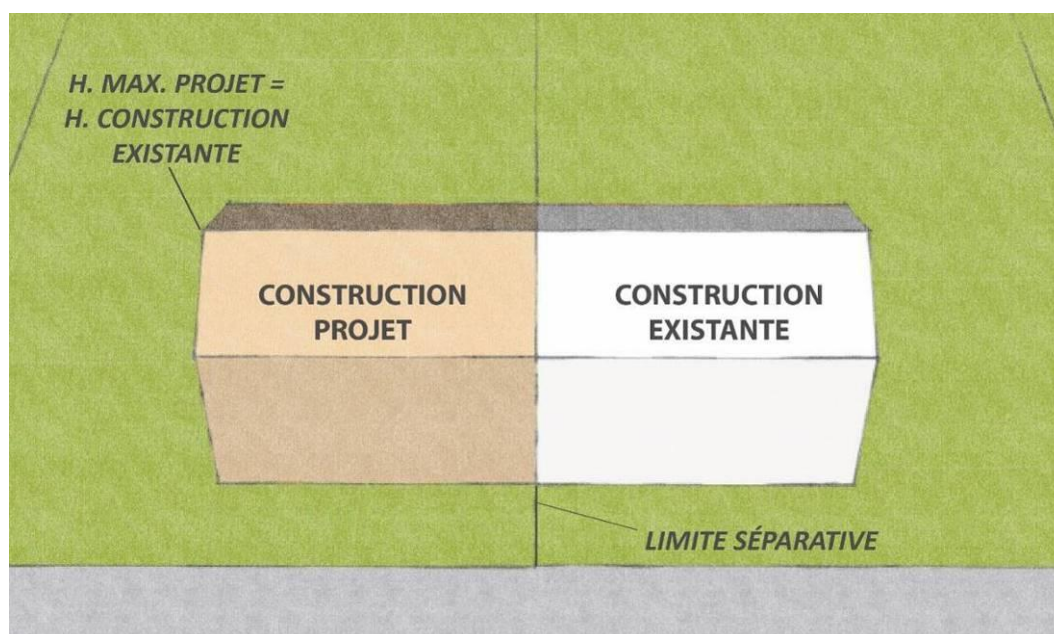 H. MAX. PROJET =
H. CONSTRUCTION
EXISTANTE
CONSTRUCTION
PROJET
CONSTRUCTION
EXISTANTE
LIMITE SÉPARATIVE